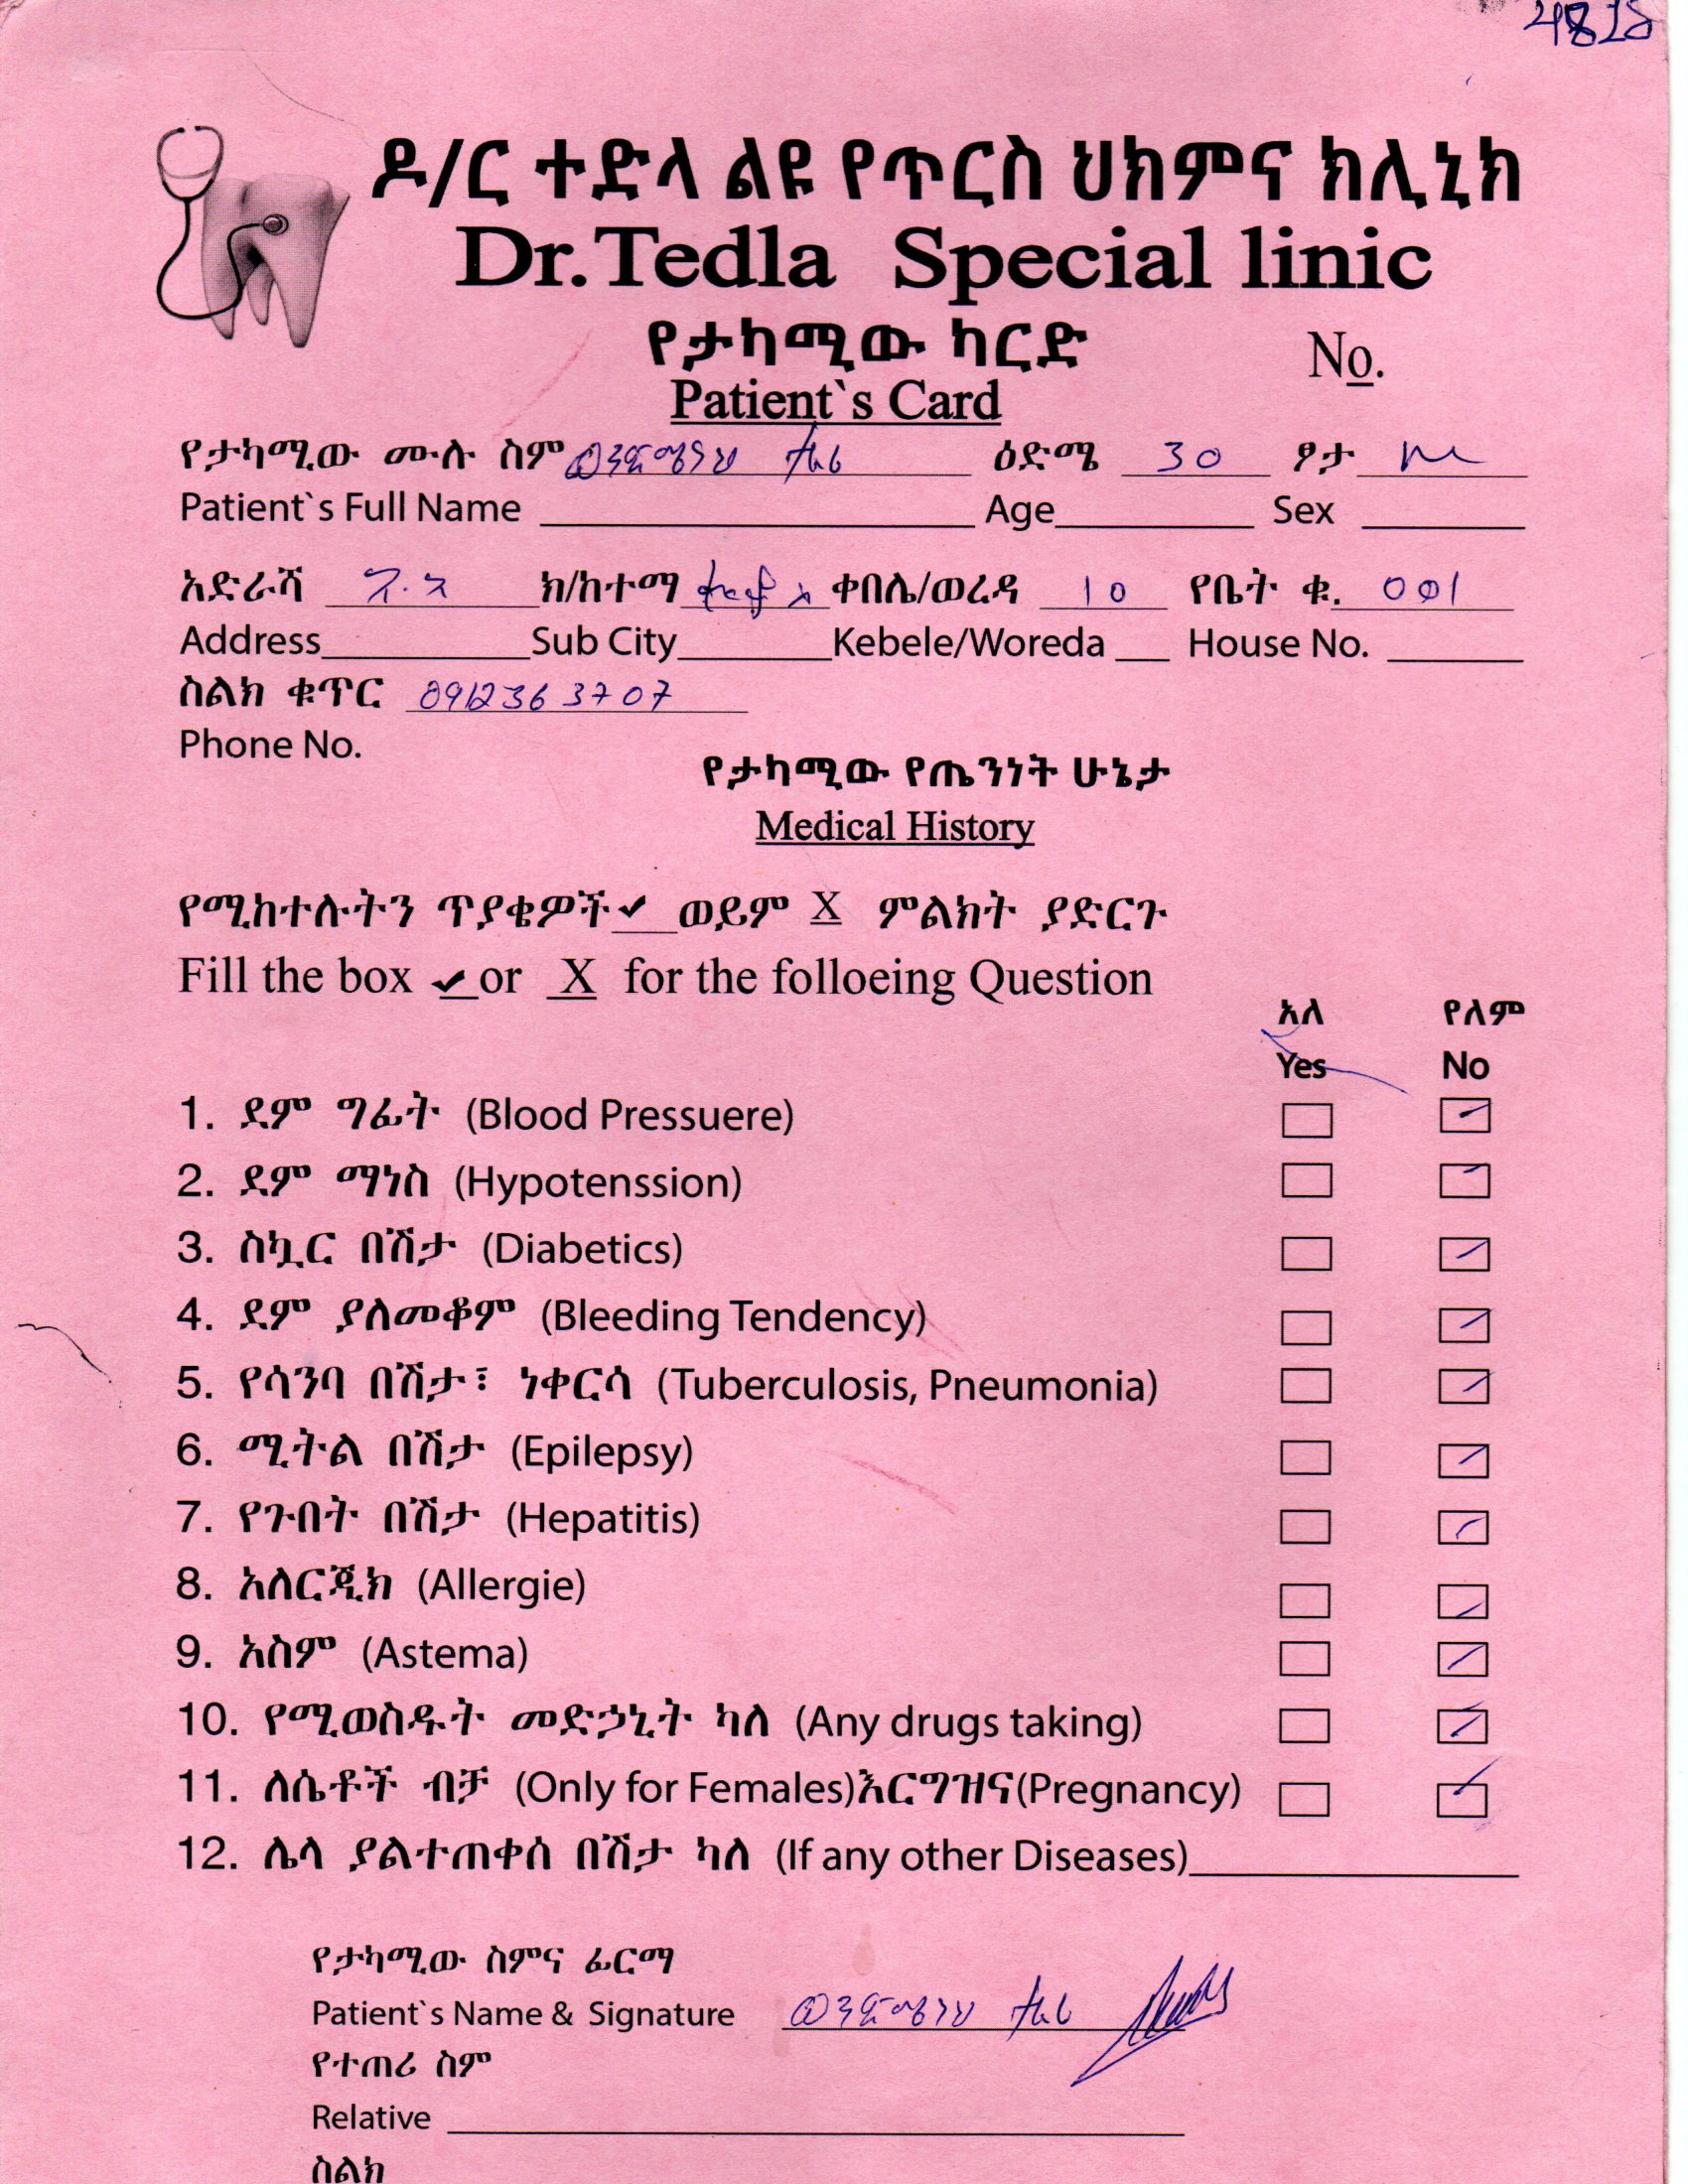 ዶ/ር ተድላ ልዩ የጥርስ ህክምና ክሊኒክ
Dr.Tedla Special linic
የታካሚው ካርድ
No.
Patient`s Card
የታካሚው ሙሉ ስም ዕድሜ 30 ፆታ M
Patient`s Full Name Age Sex
አድራሻ ክ/ከተማ ቀበሌ/ወረዳ 10 የቤት ቁ. 001
Address Sub City Kebele/Woreda House No.
ስልክ ቁጥር 0912363707
Phone No.
የታካሚው የጤንነት ሁኔታ
Medical History
የሚከተሉትን ጥያቄዎች ✔ ወይም X ምልክት ያድርጉ
Fill the box ✔ or X for the folloeing Question
አለ የለም
Yes No
1. ደም ግፊት (Blood Pressuere)
2. ደም ማነስ (Hypotenssion)
3. ስኳር በሽታ (Diabetics)
4. ደም ያለመቆም (Bleeding Tendency)
5. የሳንባ በሽታ፣ ነቀርሳ (Tuberculosis, Pneumonia)
6. ሚትል በሽታ (Epilepsy)
7. የጉበት በሽታ (Hepatitis)
8. አለርጂክ (Allergie)
9. አስም (Astema)
10. የሚወስዱት መድኃኒት ካለ (Any drugs taking)
11. ለሴቶች ብቻ (Only for Females)እርግዝና(Pregnancy)
12. ሌላ ያልተጠቀሰ በሽታ ካለ (If any other Diseases)
የታካሚው ስምና ፊርማ
Patient`s Name & Signature
የተጠሪ ስም
Relative
ስልክ